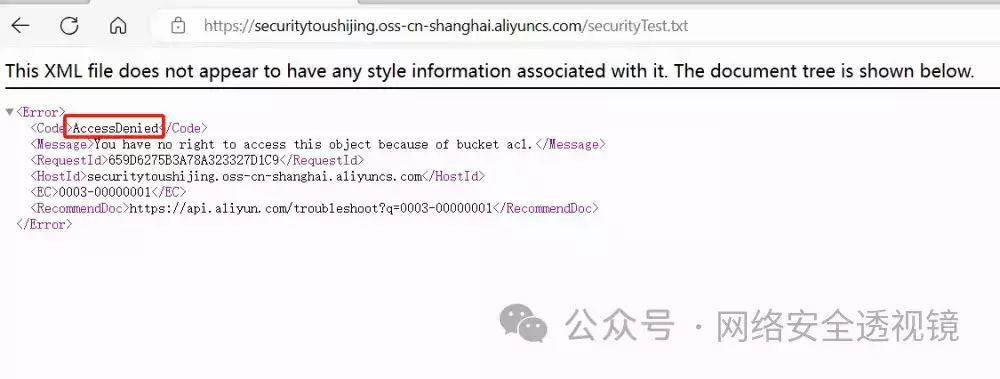 https://securitytoushijing.oss-cn-shanghai.aliyuncs.com/securityTest.txt
This XML file does not appear to have any style information associated with it. The document tree is shown below.
▼<Error>
<Code>AccessDenied</Code>
<Message>You have no right to access this object because of bucket acl.</Message>
<RequestId>659D6275B3A78A323327D1C9</RequestId>
<HostId>securitytoushijing.oss-cn-shanghai.aliyuncs.com</HostId>
<EC>0003-00000001</EC>
<RecommendDoc>https://api.aliyun.com/troubleshoot?q=0003-00000001</RecommendDoc>
</Error>
公众号 · 网络安全透视镜